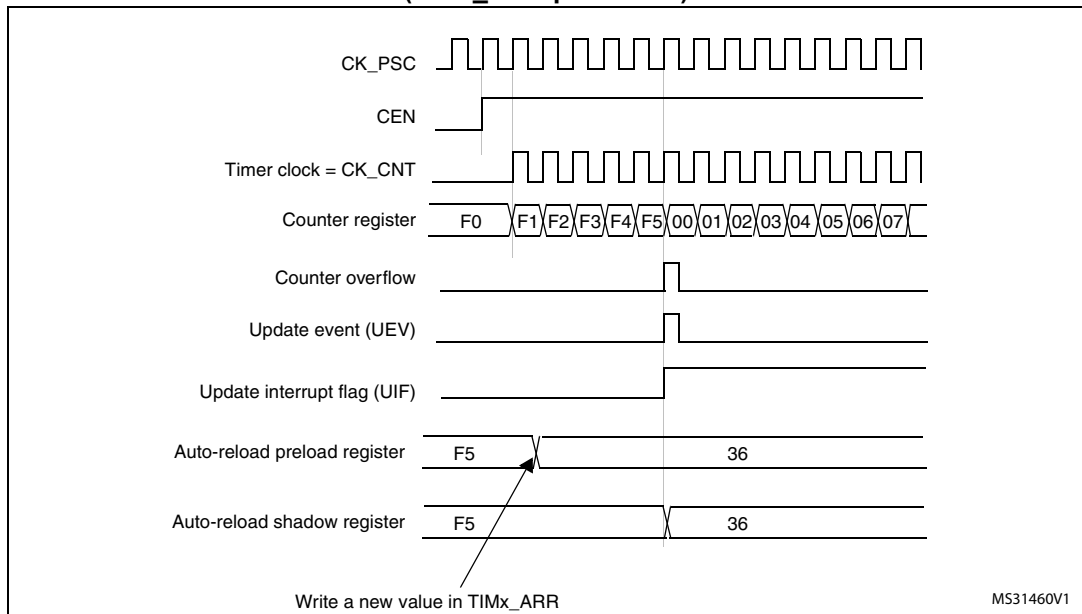 CK_PSC
CEN
Timer clock = CK_CNT
Counter register F0 F1 F2 F3 F4 F5 00 01 02 03 04 05 06 07
Counter overflow
Update event (UEV)
Update interrupt flag (UIF)
Auto-reload preload register F5 36
Auto-reload shadow register F5 36
Write a new value in TIMx_ARR
MS31460V1